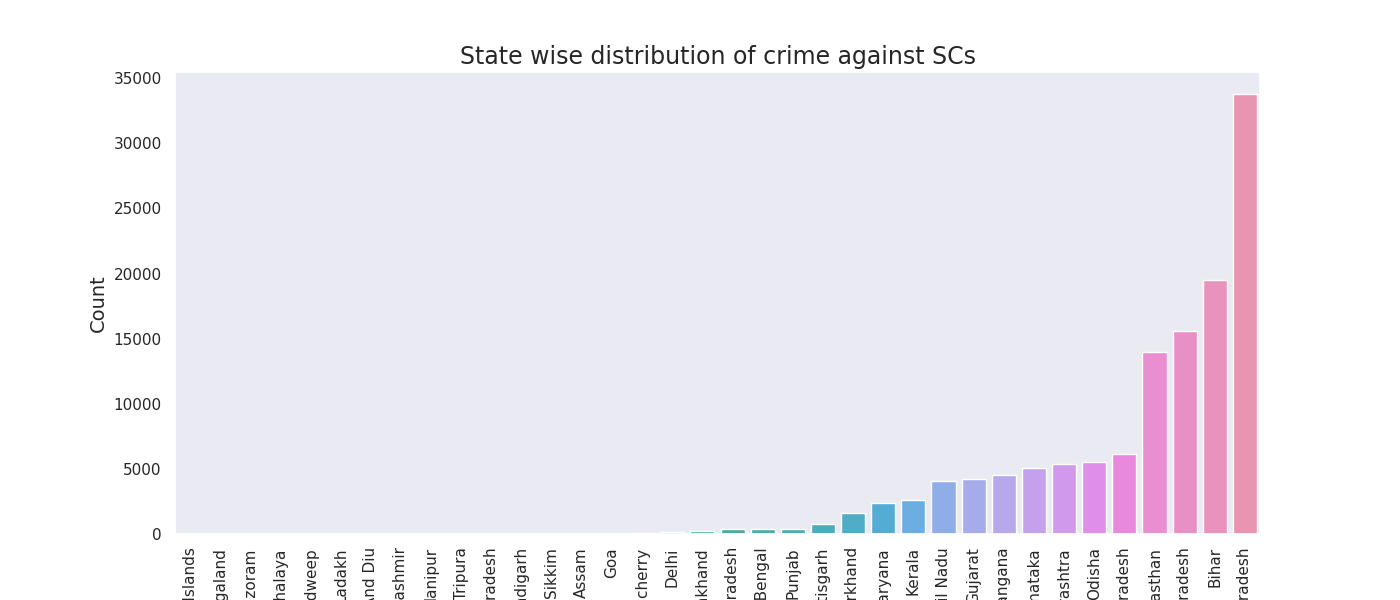 State wise distribution of crime against SCs
Count
35000
30000
25000
20000
15000
10000
5000
0
Islands
galand
zoram
halaya
dweep
Ladakh
And Diu
ashmir
Manipur
Tripura
radesh
digarh
Sikkim
Assam
Goa
cherry
Delhi
khand
radesh
Bengal
Punjab
tisgarh
rkhand
aryana
Kerala
il Nadu
Gujarat
angana
nataka
ashtra
Odisha
radesh
asthan
radesh
Bihar
radesh